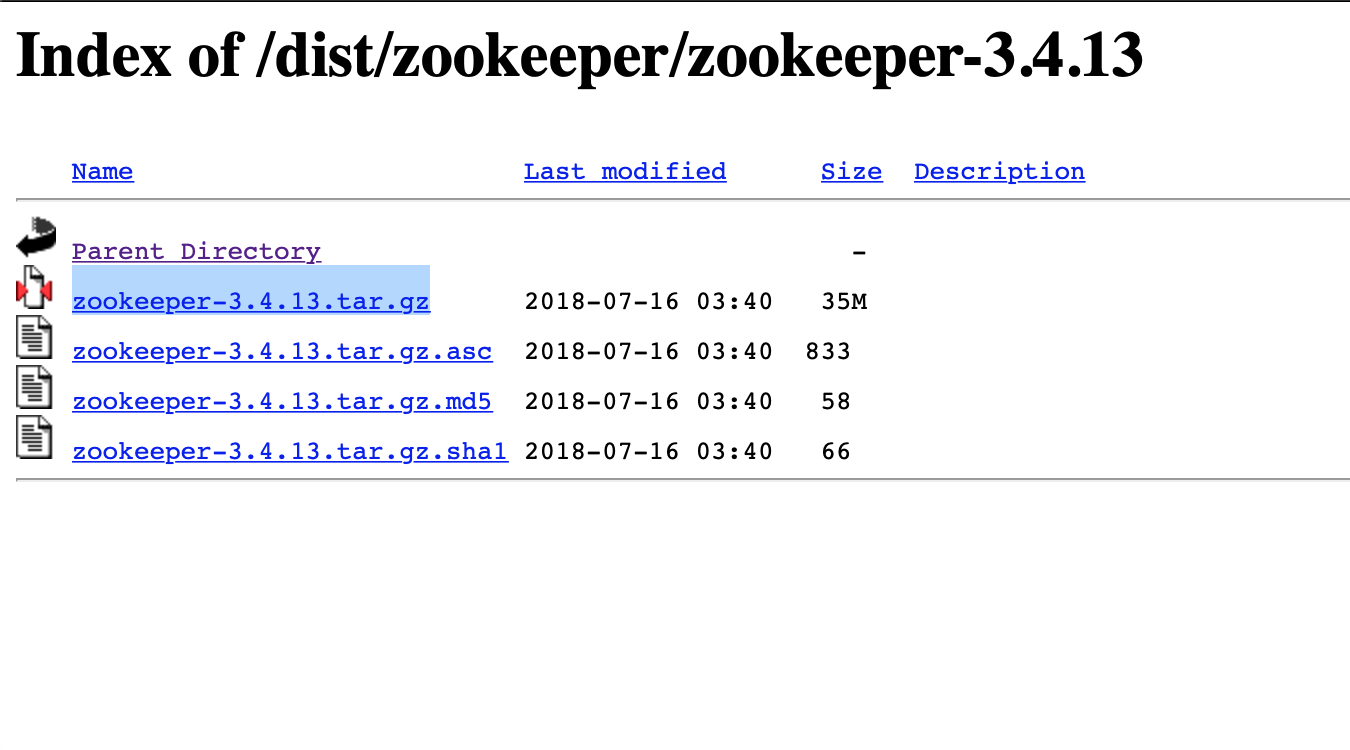 Index of /dist/zookeeper/zookeeper-3.4.13
Name Last modified Size Description
Parent Directory -
zookeeper-3.4.13.tar.gz 2018-07-16 03:40 35M
zookeeper-3.4.13.tar.gz.asc 2018-07-16 03:40 833
zookeeper-3.4.13.tar.gz.md5 2018-07-16 03:40 58
zookeeper-3.4.13.tar.gz.sha1 2018-07-16 03:40 66